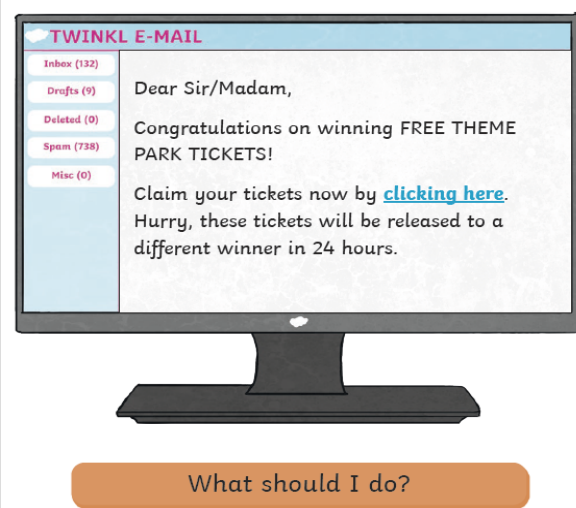 TWINKL E-MAIL
Inbox (132)
Drafts (9)
Deleted (0)
Spam (738)
Misc (0)
Dear Sir/Madam,
Congratulations on winning FREE THEME
PARK TICKETS!
Claim your tickets now by clicking here.
Hurry, these tickets will be released to a
different winner in 24 hours.
What should I do?